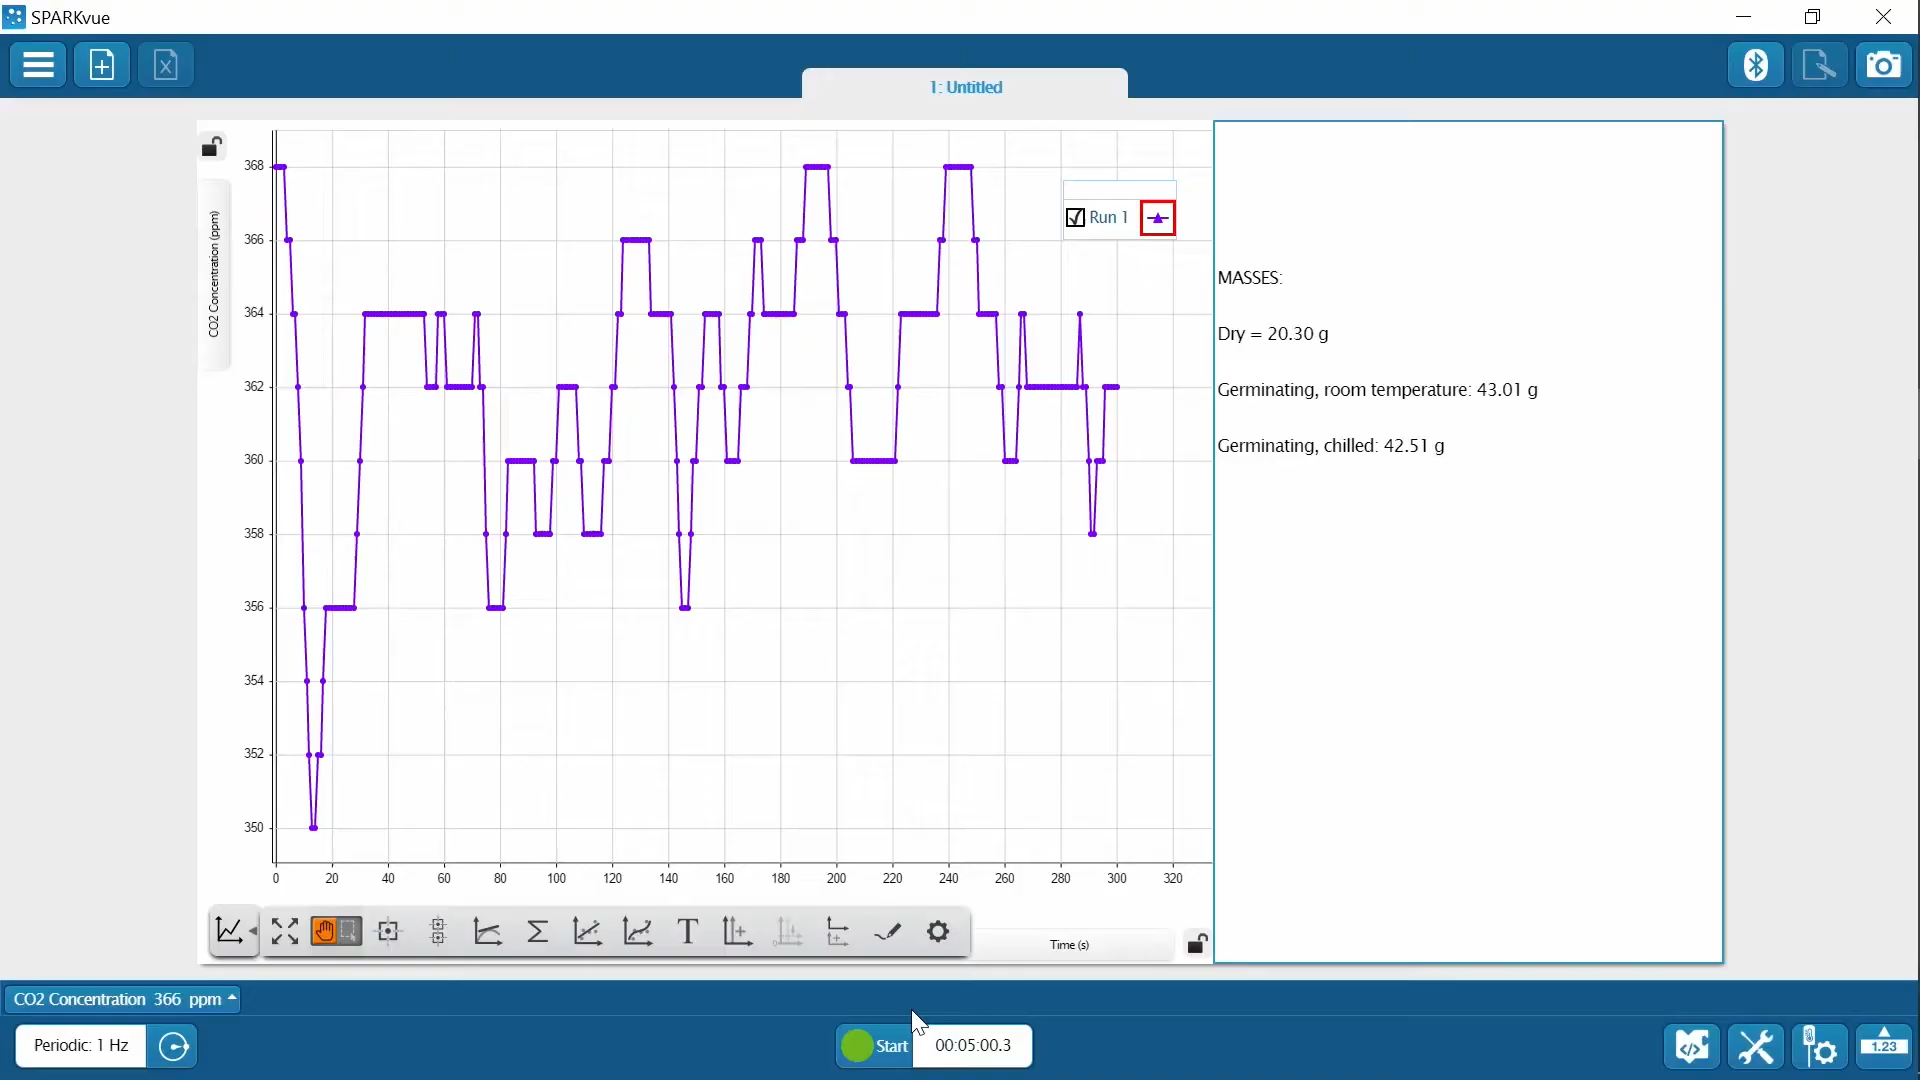 SPARKvue
1: Untitled
CO2 Concentration (ppm)
368
366
364
362
360
358
356
354
352
350
0 20 40 60 80 100 120 140 160 180 200 220 240 260 280 300 320
Run 1
MASSES:
Dry = 20.30 g
Germinating, room temperature: 43.01 g
Germinating, chilled: 42.51 g
T
Time (s)
CO2 Concentration 366 ppm
Periodic: 1 Hz
Start
00:05:00.3
1.23